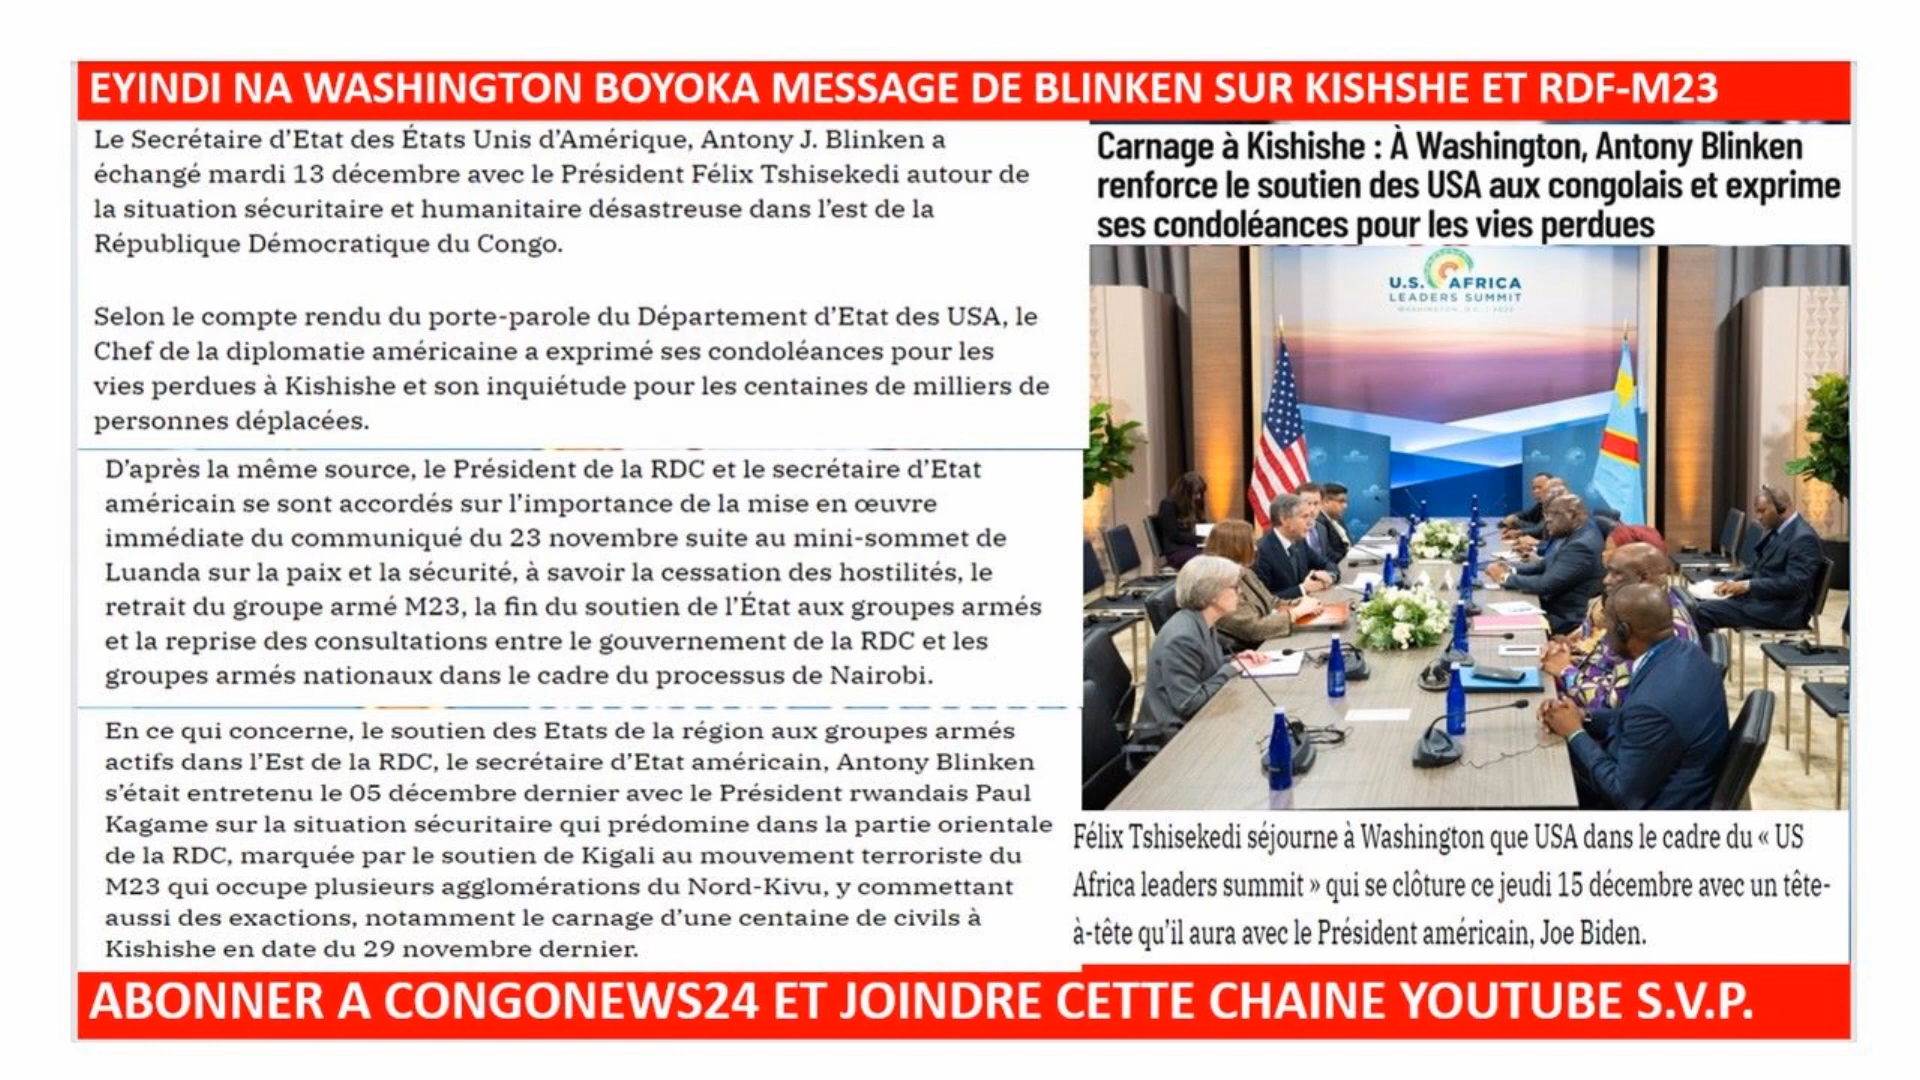 EYINDI NA WASHINGTON BOYOKA MESSAGE DE BLINKEN SUR KISHSHE ET RDF-M23
Le Secrétaire d’Etat des États Unis d’Amérique, Antony J. Blinken a
échangé mardi 13 décembre avec le Président Félix Tshisekedi autour de
la situation sécuritaire et humanitaire désastreuse dans l’est de la
République Démocratique du Congo.
Selon le compte rendu du porte-parole du Département d’Etat des USA, le
Chef de la diplomatie américaine a exprimé ses condoléances pour les
vies perdues à Kishishe et son inquiétude pour les centaines de milliers de
personnes déplacées.
D’après la même source, le Président de la RDC et le secrétaire d’Etat
américain se sont accordés sur l’importance de la mise en œuvre
immédiate du communiqué du 23 novembre suite au mini-sommet de
Luanda sur la paix et la sécurité, à savoir la cessation des hostilités, le
retrait du groupe armé M23, la fin du soutien de l’État aux groupes armés
et la reprise des consultations entre le gouvernement de la RDC et les
groupes armés nationaux dans le cadre du processus de Nairobi.
En ce qui concerne, le soutien des Etats de la région aux groupes armés
actifs dans l’Est de la RDC, le secrétaire d’Etat américain, Antony Blinken
s’était entretenu le 05 décembre dernier avec le Président rwandais Paul
Kagame sur la situation sécuritaire qui prédomine dans la partie orientale
de la RDC, marquée par le soutien de Kigali au mouvement terroriste du
M23 qui occupe plusieurs agglomérations du Nord-Kivu, y commettant
aussi des exactions, notamment le carnage d’une centaine de civils à
Kishishe en date du 29 novembre dernier.
Carnage à Kishishe : À Washington, Antony Blinken
renforce le soutien des USA aux congolais et exprime
ses condoléances pour les vies perdues
U.S. AFRICA
LEADERS SUMMIT
Félix Tshisekedi séjourne à Washington que USA dans le cadre du « US
Africa leaders summit » qui se clôture ce jeudi 15 décembre avec un tête-
à-tête qu’il aura avec le Président américain, Joe Biden.
ABONNER A CONGONEWS24 ET JOINDRE CETTE CHAINE YOUTUBE S.V.P.